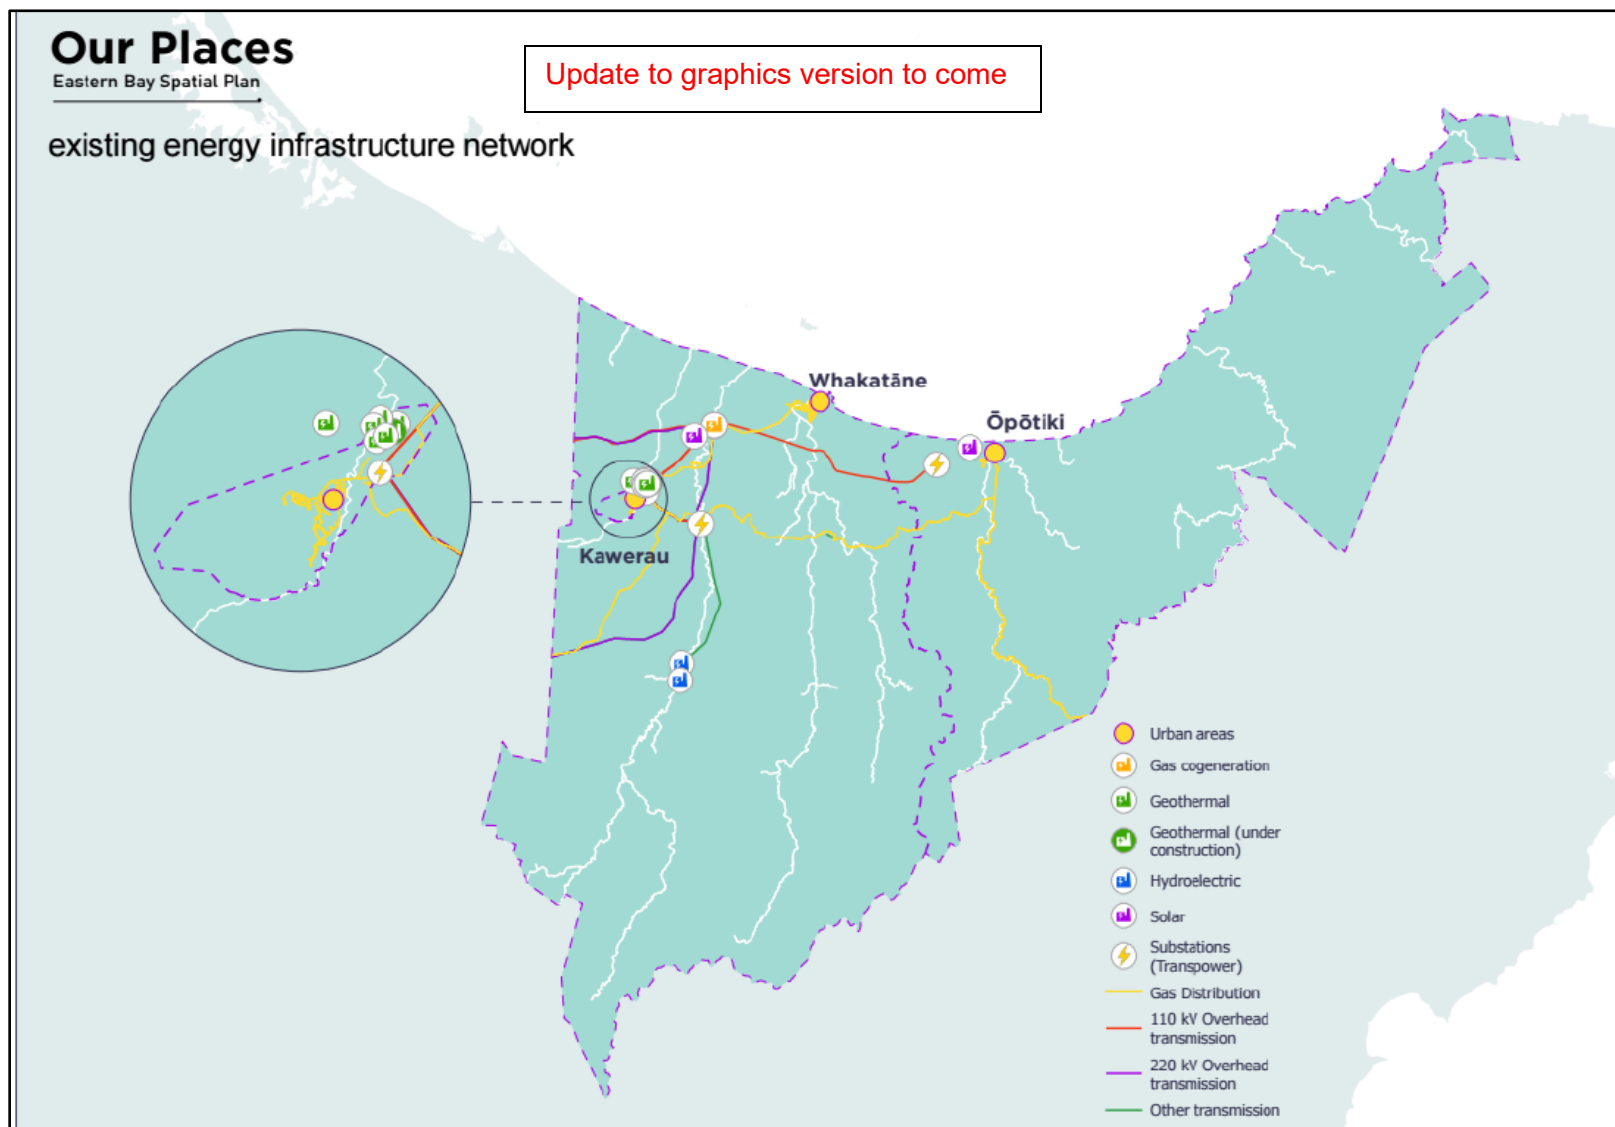 Our Places
Eastern Bay Spatial Plan
Update to graphics version to come
existing energy infrastructure network
Whakatāne
Ōpōtiki
Kawerau
Urban areas
Gas cogeneration
Geothermal
Geothermal (under
construction)
Hydroelectric
Solar
Substations
(Transpower)
Gas Distribution
110 kV Overhead
transmission
220 kV Overhead
transmission
Other transmission